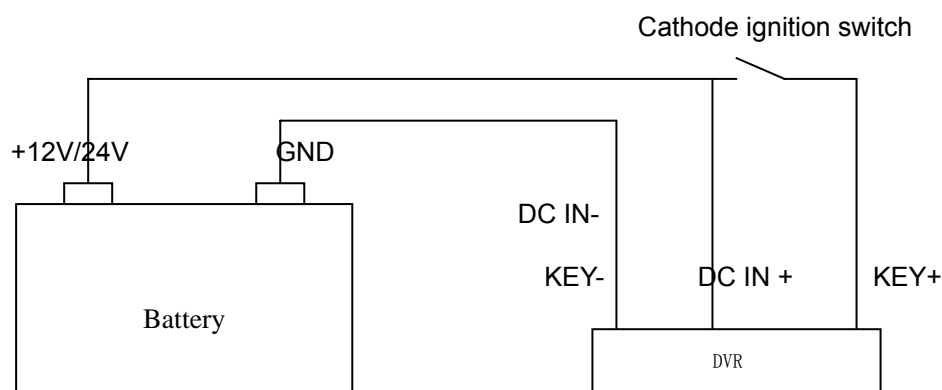 Cathode ignition switch
+12V/24V
GND
DC IN-
KEY-
DC IN +
KEY+
Battery
DVR